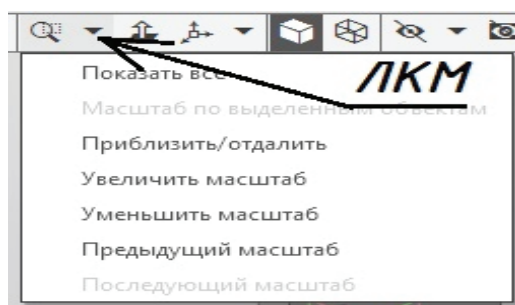 Показать все
ЛКМ
Масштаб по выделенным объектам
Приблизить/отдалить
Увеличить масштаб
Уменьшить масштаб
Предыдущий масштаб
Последующий масштаб